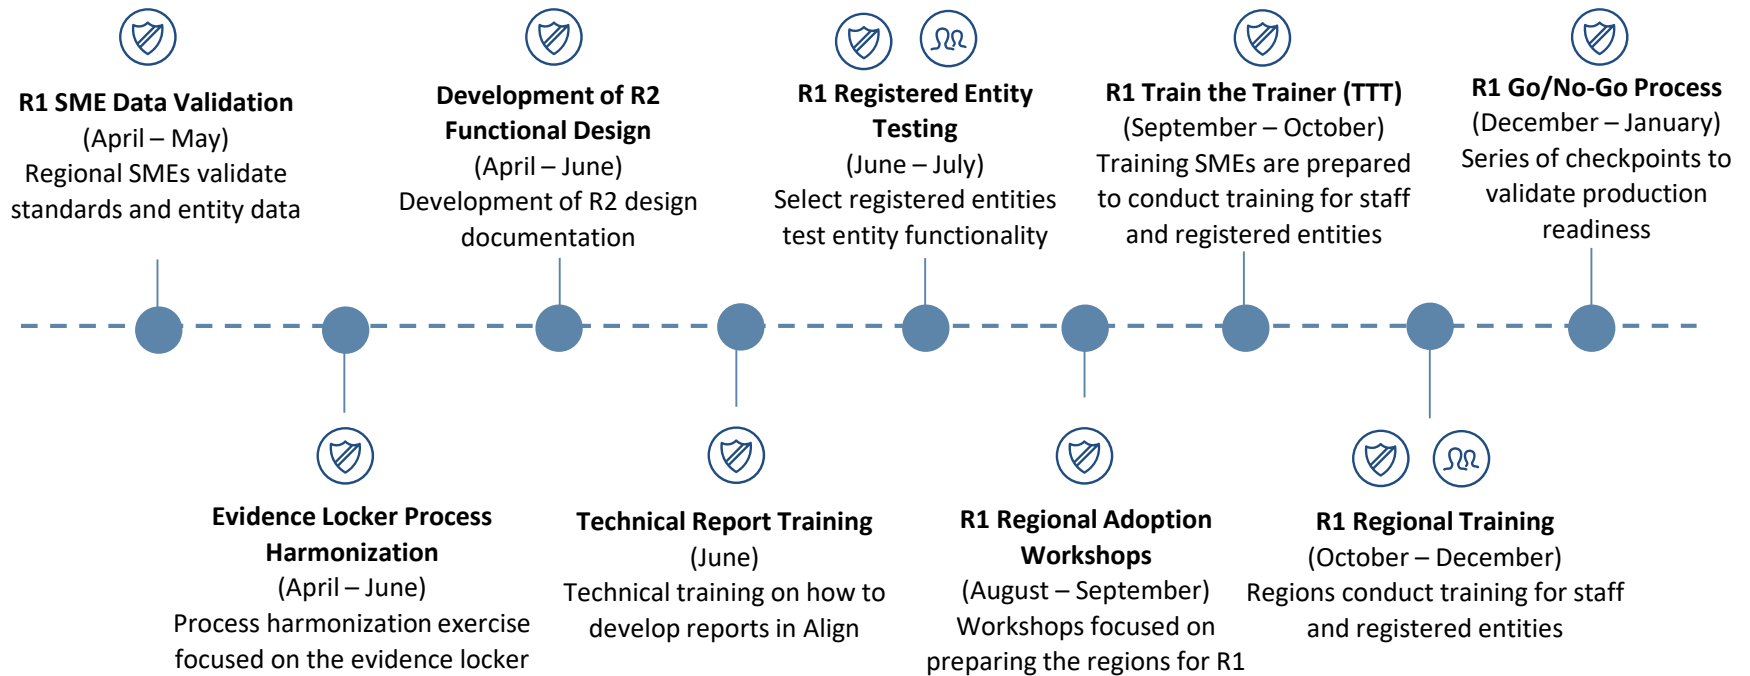 R1 SME Data Validation
(April – May)
Regional SMEs validate
standards and entity data
Development of R2
Functional Design
(April – June)
Development of R2 design
documentation
R1 Registered Entity
Testing
(June – July)
Select registered entities
test entity functionality
R1 Train the Trainer (TTT)
(September – October)
Training SMEs are prepared
to conduct training for staff
and registered entities
R1 Go/No-Go Process
(December – January)
Series of checkpoints to
validate production
readiness
Evidence Locker Process
Harmonization
(April – June)
Process harmonization exercise
focused on the evidence locker
Technical Report Training
(June)
Technical training on how to
develop reports in Align
R1 Regional Adoption
Workshops
(August – September)
Workshops focused on
preparing the regions for R1
R1 Regional Training
(October – December)
Regions conduct training for staff
and registered entities